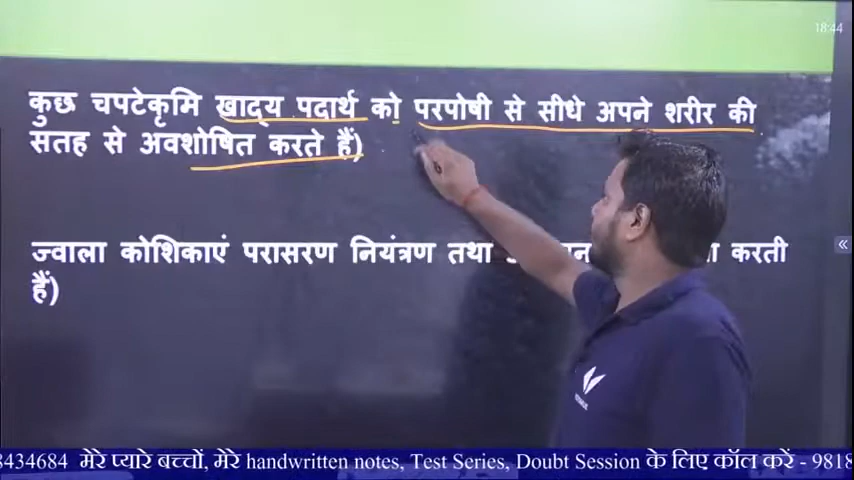 18:44
कुछ चपटेकृमि खाद्य पदार्थ को परपोषी से सीधे अपने शरीर की
सतह से अवशोषित करते हैं)
ज्वाला कोशिकाएं परासरण नियंत्रण तथा करती
हैं)
8434684 मेरे प्यारे बच्चों, मेरे handwritten notes, Test Series, Doubt Session के लिए कॉल करें - 9818